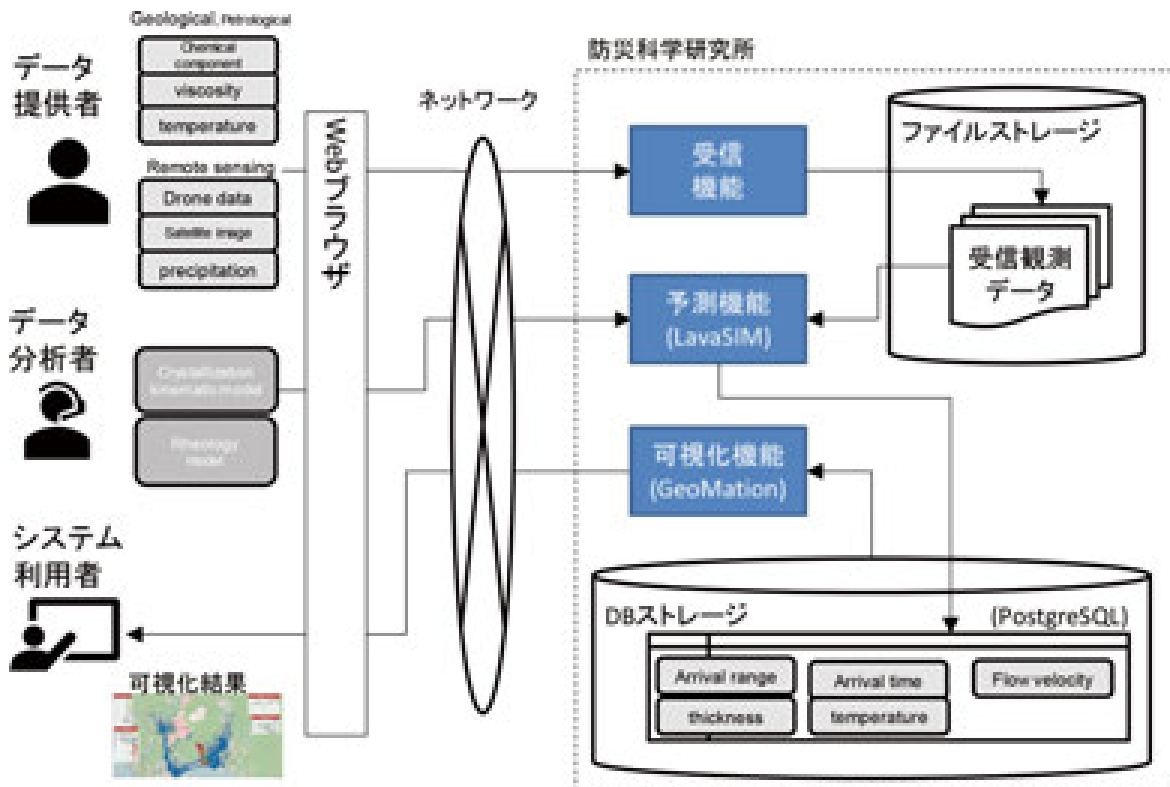 Geological, Petrological
Chemical
component
viscosity
temperature
データ
提供者
Remote sensing
Drone data
Satellite image
precipitation
データ
分析者
Crystallization
kinematic model
Rheology
model
システム
利用者
可視化結果
Webブラウザ
ネットワーク
防災科学研究所
受信
機能
ファイルストレージ
受信観測
データ
予測機能
(LavaSIM)
可視化機能
(GeoMation)
DBストレージ
(PostgreSQL)
Arrival range
thickness
Arrival time
temperature
Flow velocity